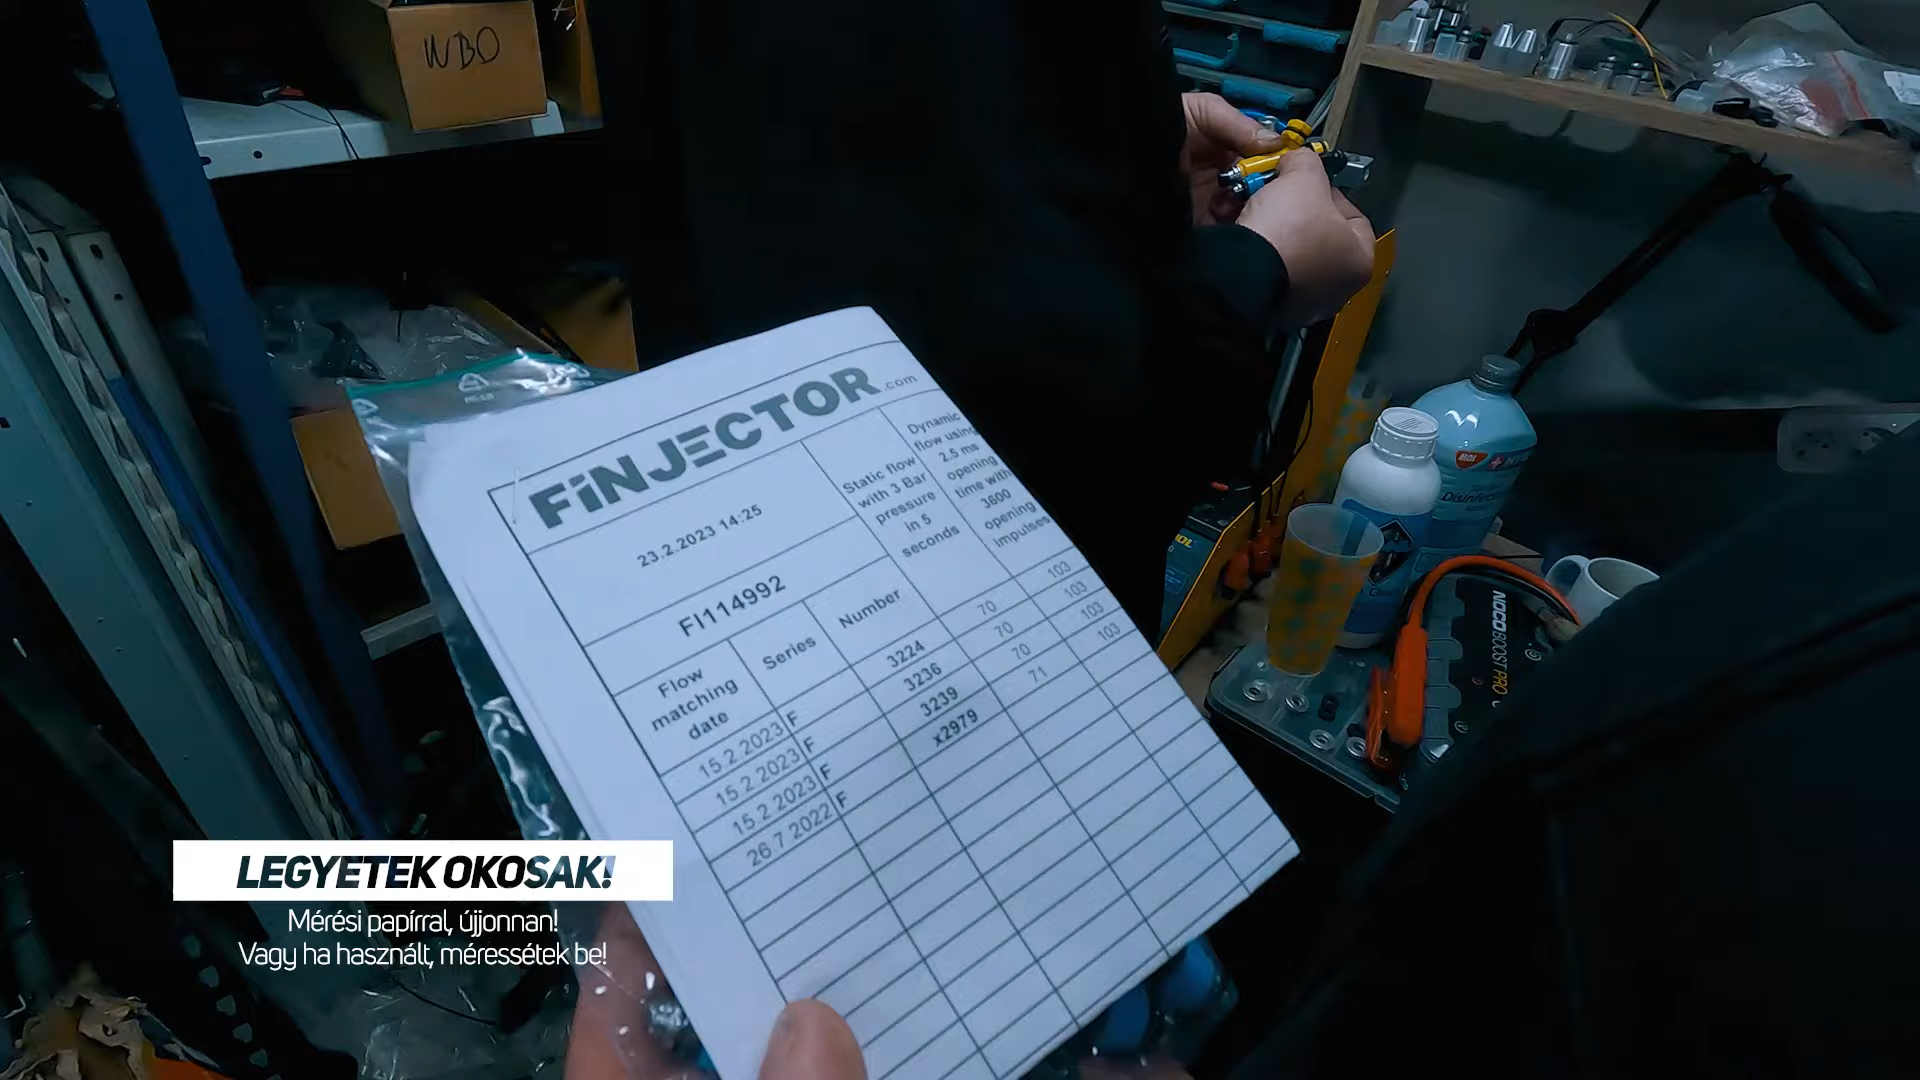 WBO
FiNJECTOR.com
23.2.2023 14:25
FI114992
Static flow
with 3 Bar
pressure
in 5
seconds
Dynamic
flow using
2.5 ms
opening
time with
3600
opening
impulses
Flow
matching
date
Series
Number
15.2.2023 F 3224 70 103
15.2.2023 F 3236 70 103
15.2.2023 F 3239 70 103
26.7.2022 F x2979 71 103
NOCO BOOST PRO
LEGYETEK OKOSAK!
Mérési papírral, újjonnan!
Vagy ha használt, méressétek be!